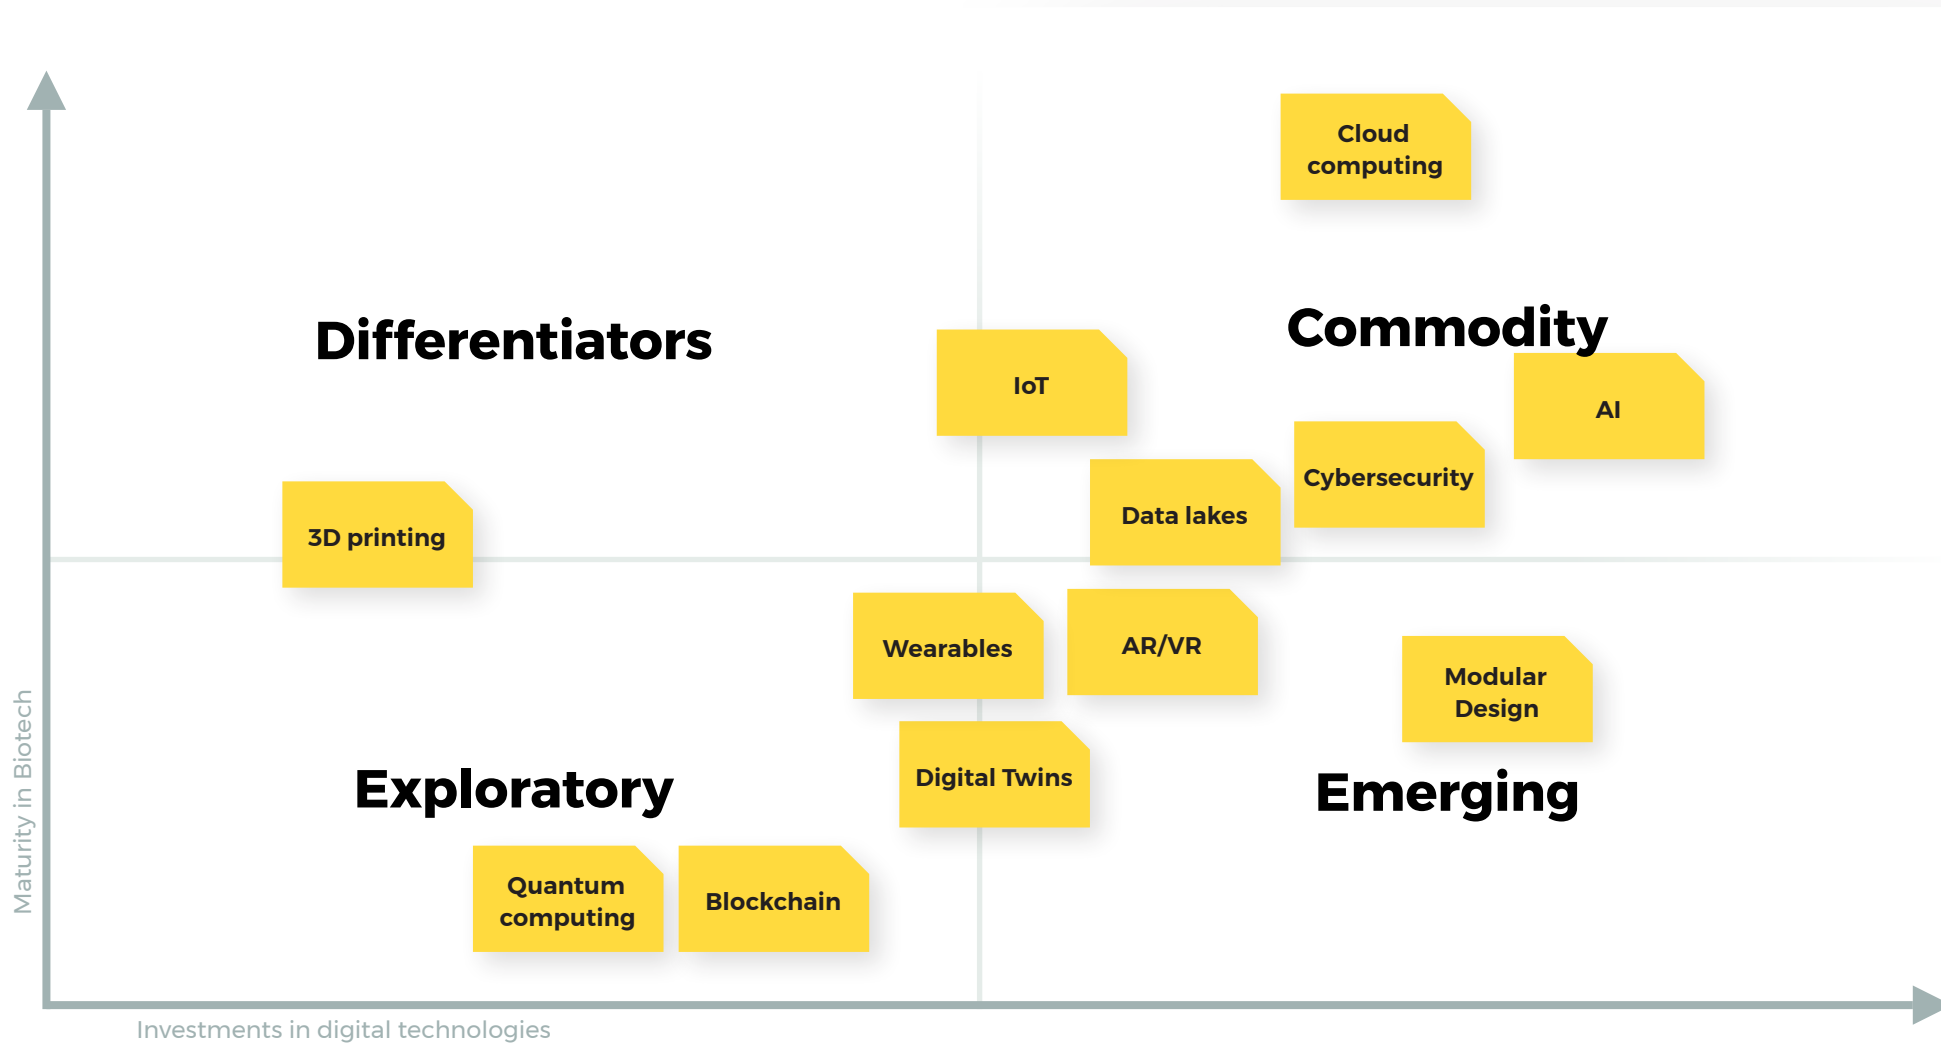 Cloud
computing
Differentiators
Commodity
IoT
AI
Cybersecurity
Data lakes
3D printing
Wearables
AR/VR
Modular
Design
Digital Twins
Exploratory
Emerging
Quantum
computing
Blockchain
Maturity in Biotech
Investments in digital technologies